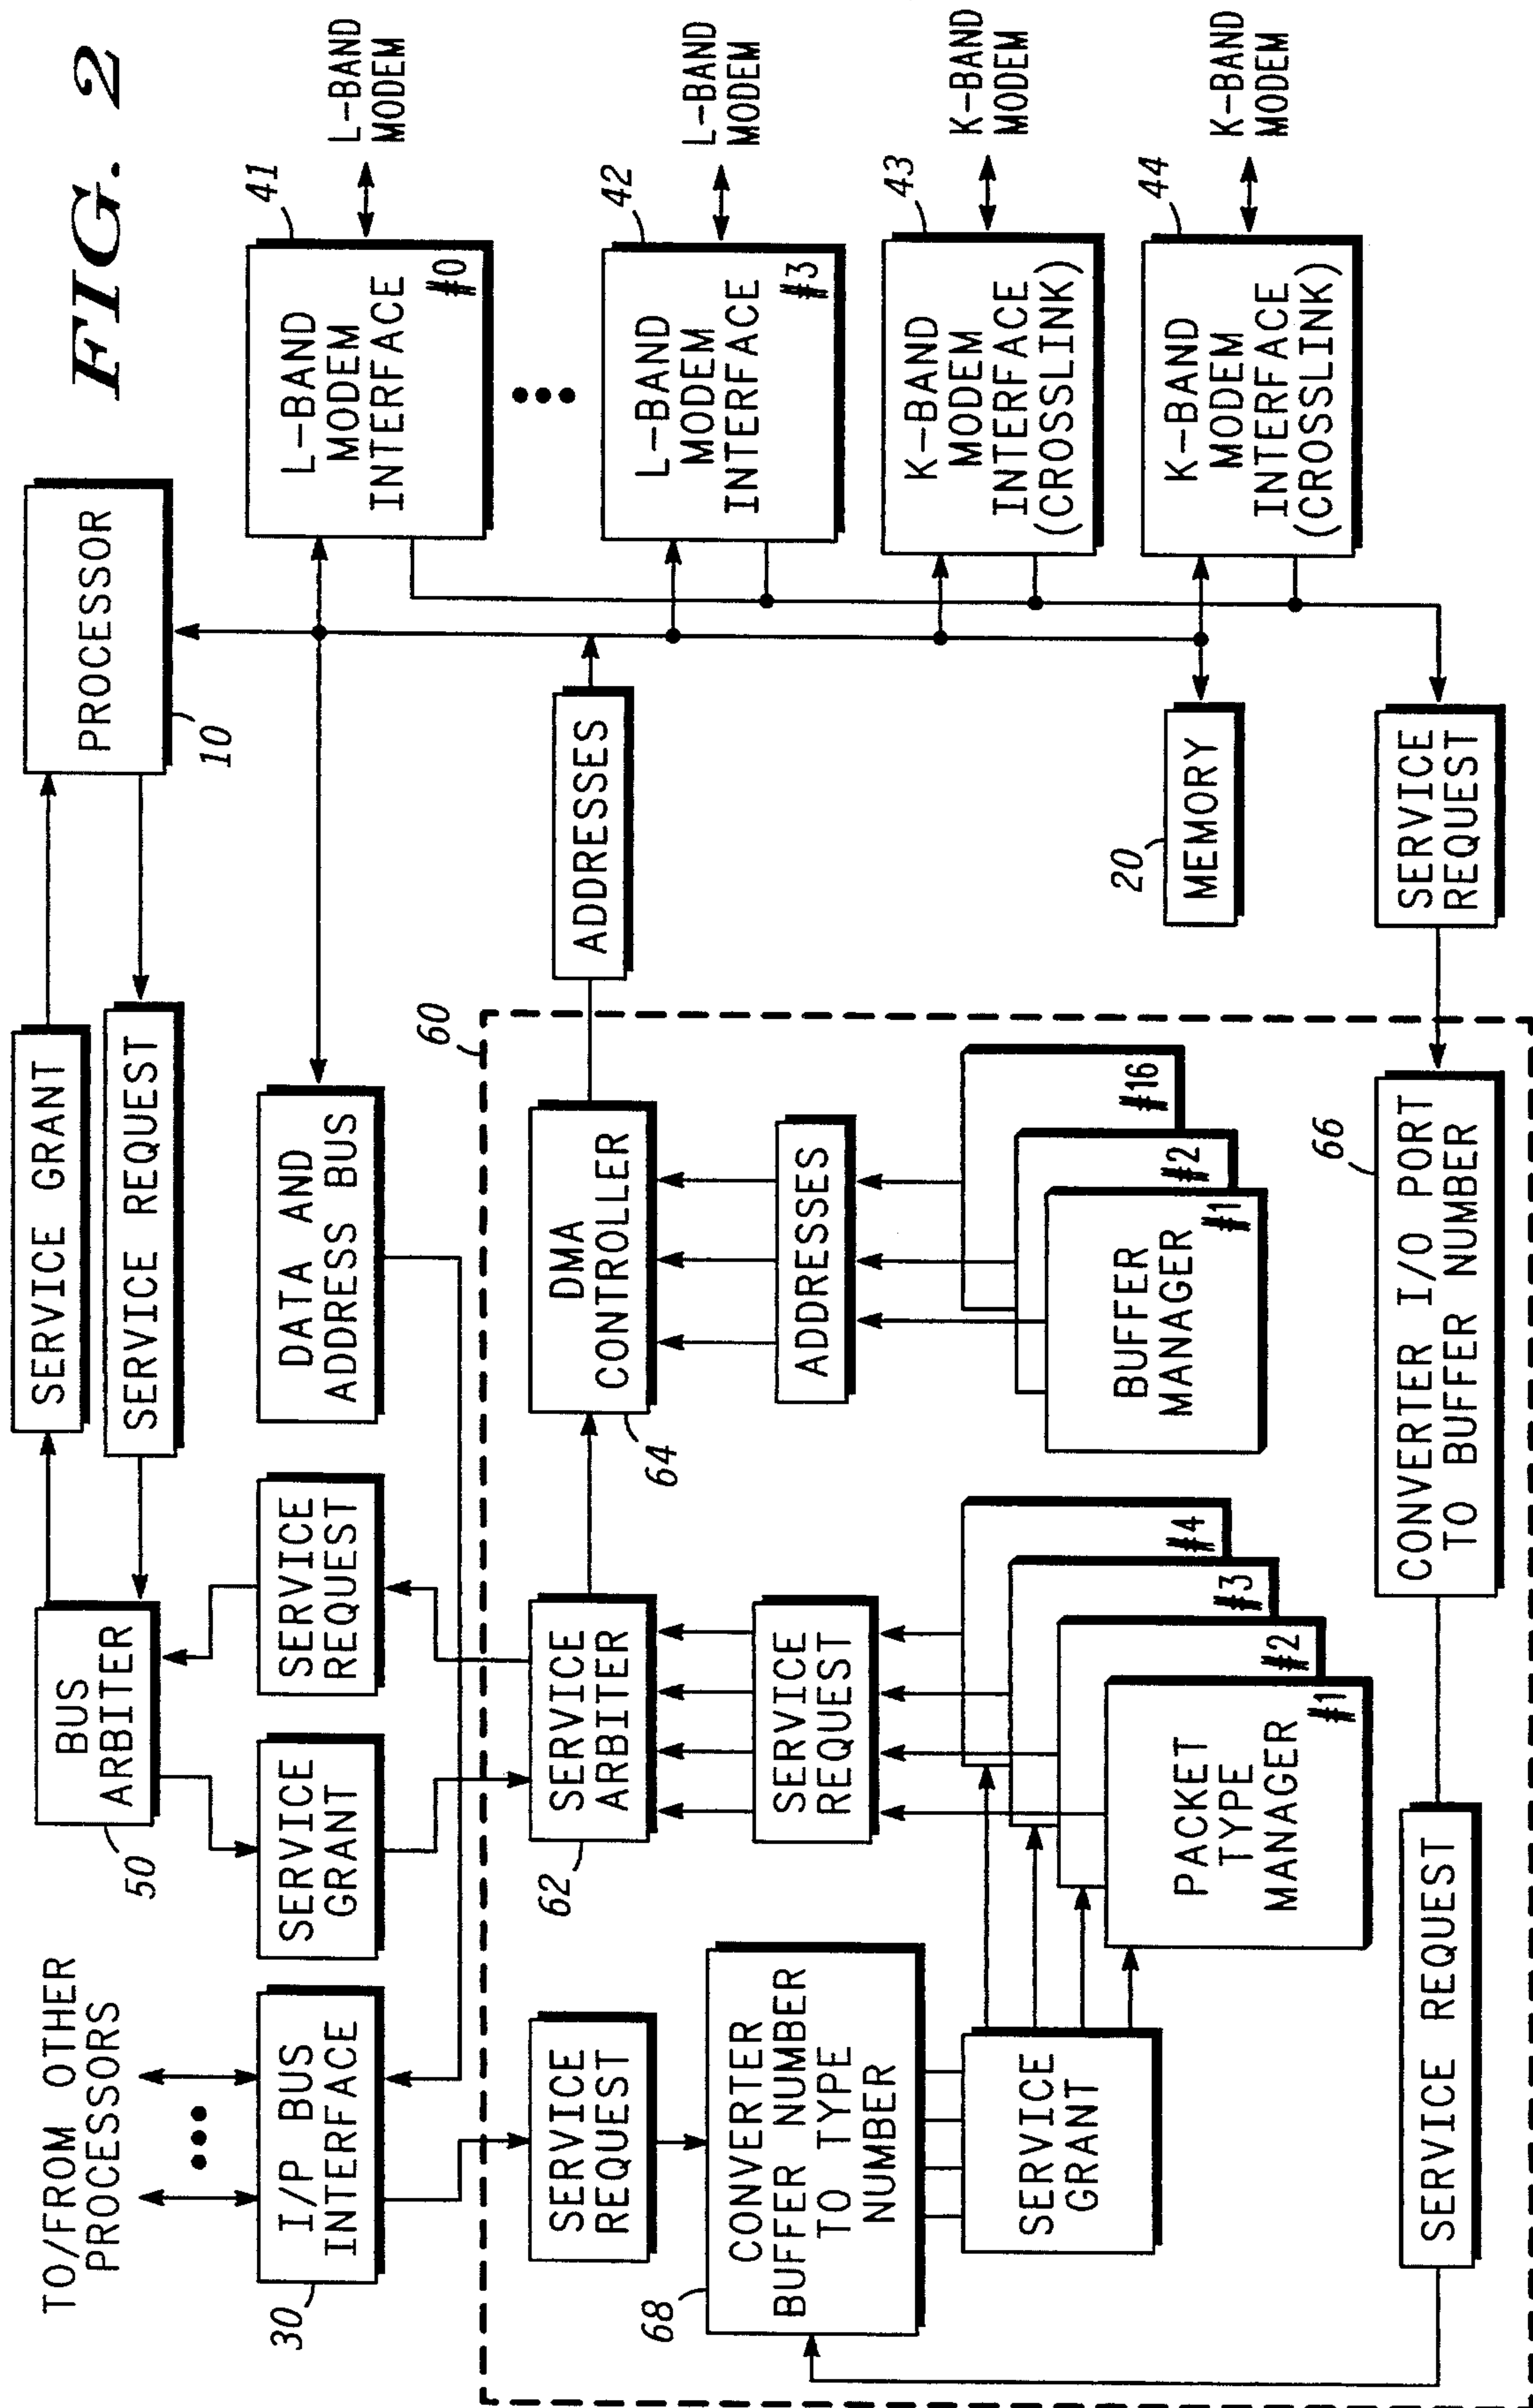 FIG. 2
TO/FROM OTHER
PROCESSORS
50
BUS
ARBITER
SERVICE GRANT
SERVICE REQUEST
PROCESSOR
10
I/P BUS
INTERFACE
30
SERVICE
GRANT
SERVICE
REQUEST
DATA AND
ADDRESS BUS
L-BAND
MODEM
INTERFACE
#0
41
L-BAND
MODEM
SERVICE
REQUEST
62
SERVICE
ARBITER
64
DMA
CONTROLLER
60
ADDRESSES
L-BAND
MODEM
INTERFACE
#3
42
L-BAND
MODEM
68
CONVERTER
BUFFER NUMBER
TO TYPE
NUMBER
SERVICE
REQUEST
ADDRESSES
K-BAND
MODEM
INTERFACE
(CROSSLINK)
43
K-BAND
MODEM
SERVICE
GRANT
PACKET
TYPE
MANAGER
#1
#2
#3
#4
BUFFER
MANAGER
#1
#2
#16
20
MEMORY
K-BAND
MODEM
INTERFACE
(CROSSLINK)
44
K-BAND
MODEM
SERVICE REQUEST
CONVERTER I/O PORT
TO BUFFER NUMBER
66
SERVICE
REQUEST